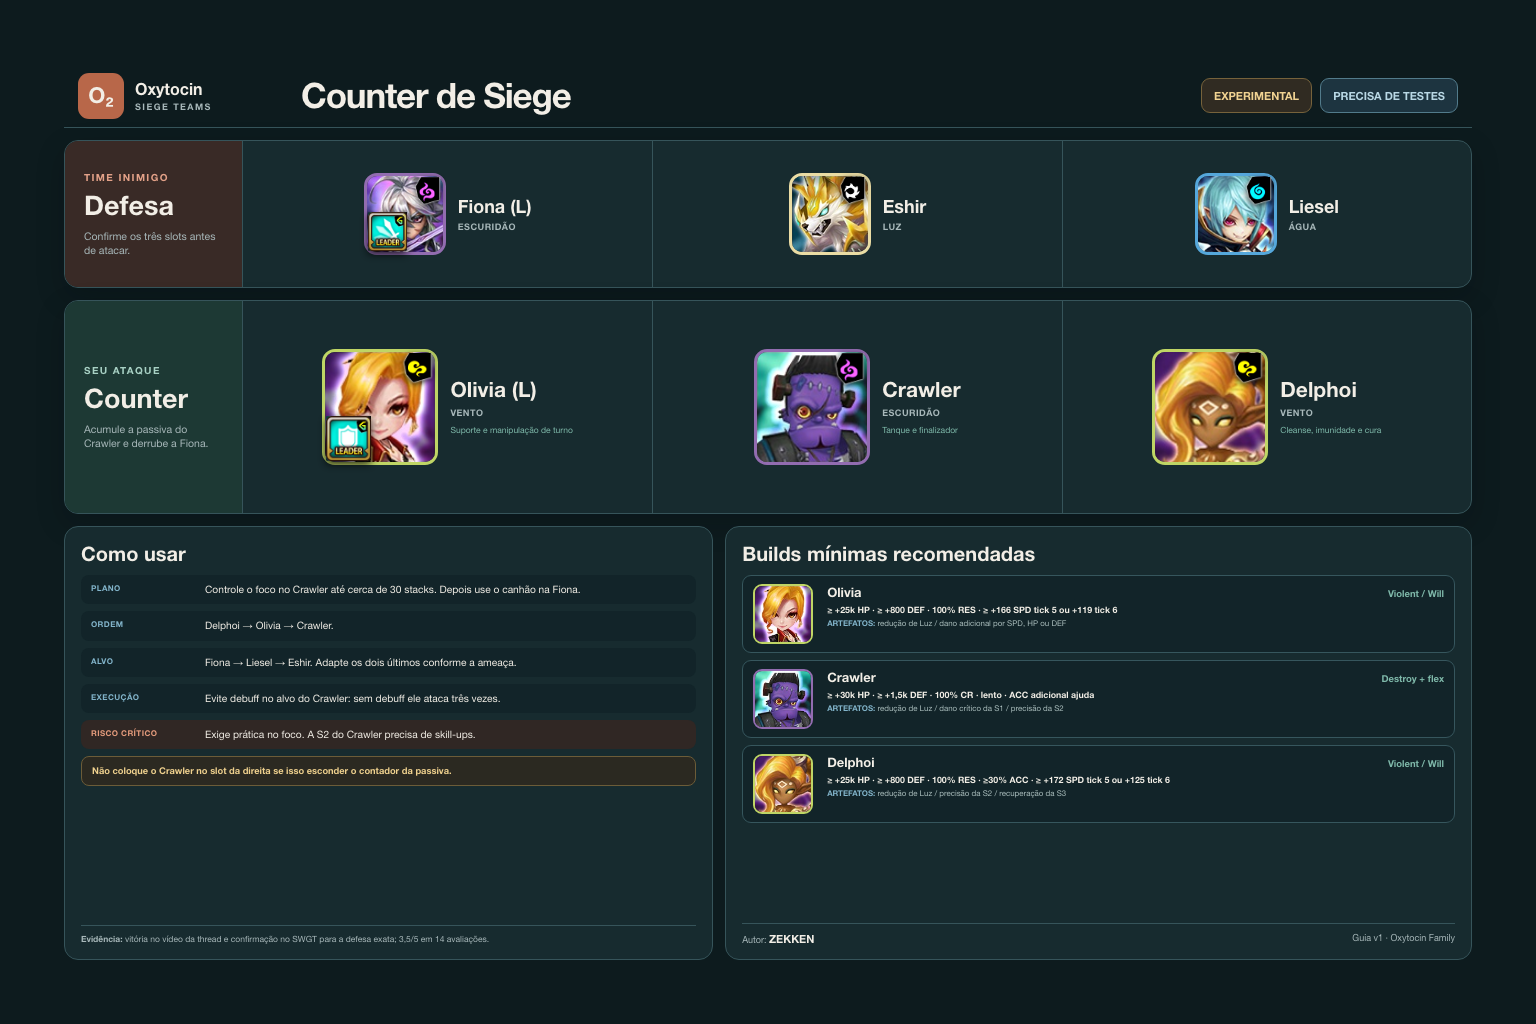 O₂
Oxytocin
SIEGE TEAMS
Counter de Siege
EXPERIMENTAL
PRECISA DE TESTES
TIME INIMIGO
Defesa
Confirme os três slots antes
de atacar.
LEADER
Fiona (L)
ESCURIDÃO
Eshir
LUZ
Liesel
ÁGUA
SEU ATAQUE
Counter
Acumule a passiva do
Crawler e derrube a Fiona.
LEADER
Olivia (L)
VENTO
Suporte e manipulação de turno
Crawler
ESCURIDÃO
Tanque e finalizador
Delphoi
VENTO
Cleanse, imunidade e cura
Como usar
PLANO
Controle o foco no Crawler até cerca de 30 stacks. Depois use o canhão na Fiona.
ORDEM
Delphoi → Olivia → Crawler.
ALVO
Fiona → Liesel → Eshir. Adapte os dois últimos conforme a ameaça.
EXECUÇÃO
Evite debuff no alvo do Crawler: sem debuff ele ataca três vezes.
RISCO CRÍTICO
Exige prática no foco. A S2 do Crawler precisa de skill-ups.
Não coloque o Crawler no slot da direita se isso esconder o contador da passiva.
Evidência: vitória no vídeo da thread e confirmação no SWGT para a defesa exata; 3,5/5 em 14 avaliações.
Builds mínimas recomendadas
Olivia
Violent / Will
≥ +25k HP · ≥ +800 DEF · 100% RES · ≥ +166 SPD tick 5 ou +119 tick 6
ARTEFATOS: redução de Luz / dano adicional por SPD, HP ou DEF
Crawler
Destroy + flex
≥ +30k HP · ≥ +1,5k DEF · 100% CR · lento · ACC adicional ajuda
ARTEFATOS: redução de Luz / dano crítico da S1 / precisão da S2
Delphoi
Violent / Will
≥ +25k HP · ≥ +800 DEF · 100% RES · ≥30% ACC · ≥ +172 SPD tick 5 ou +125 tick 6
ARTEFATOS: redução de Luz / precisão da S2 / recuperação da S3
Autor: ZEKKEN
Guia v1 · Oxytocin Family